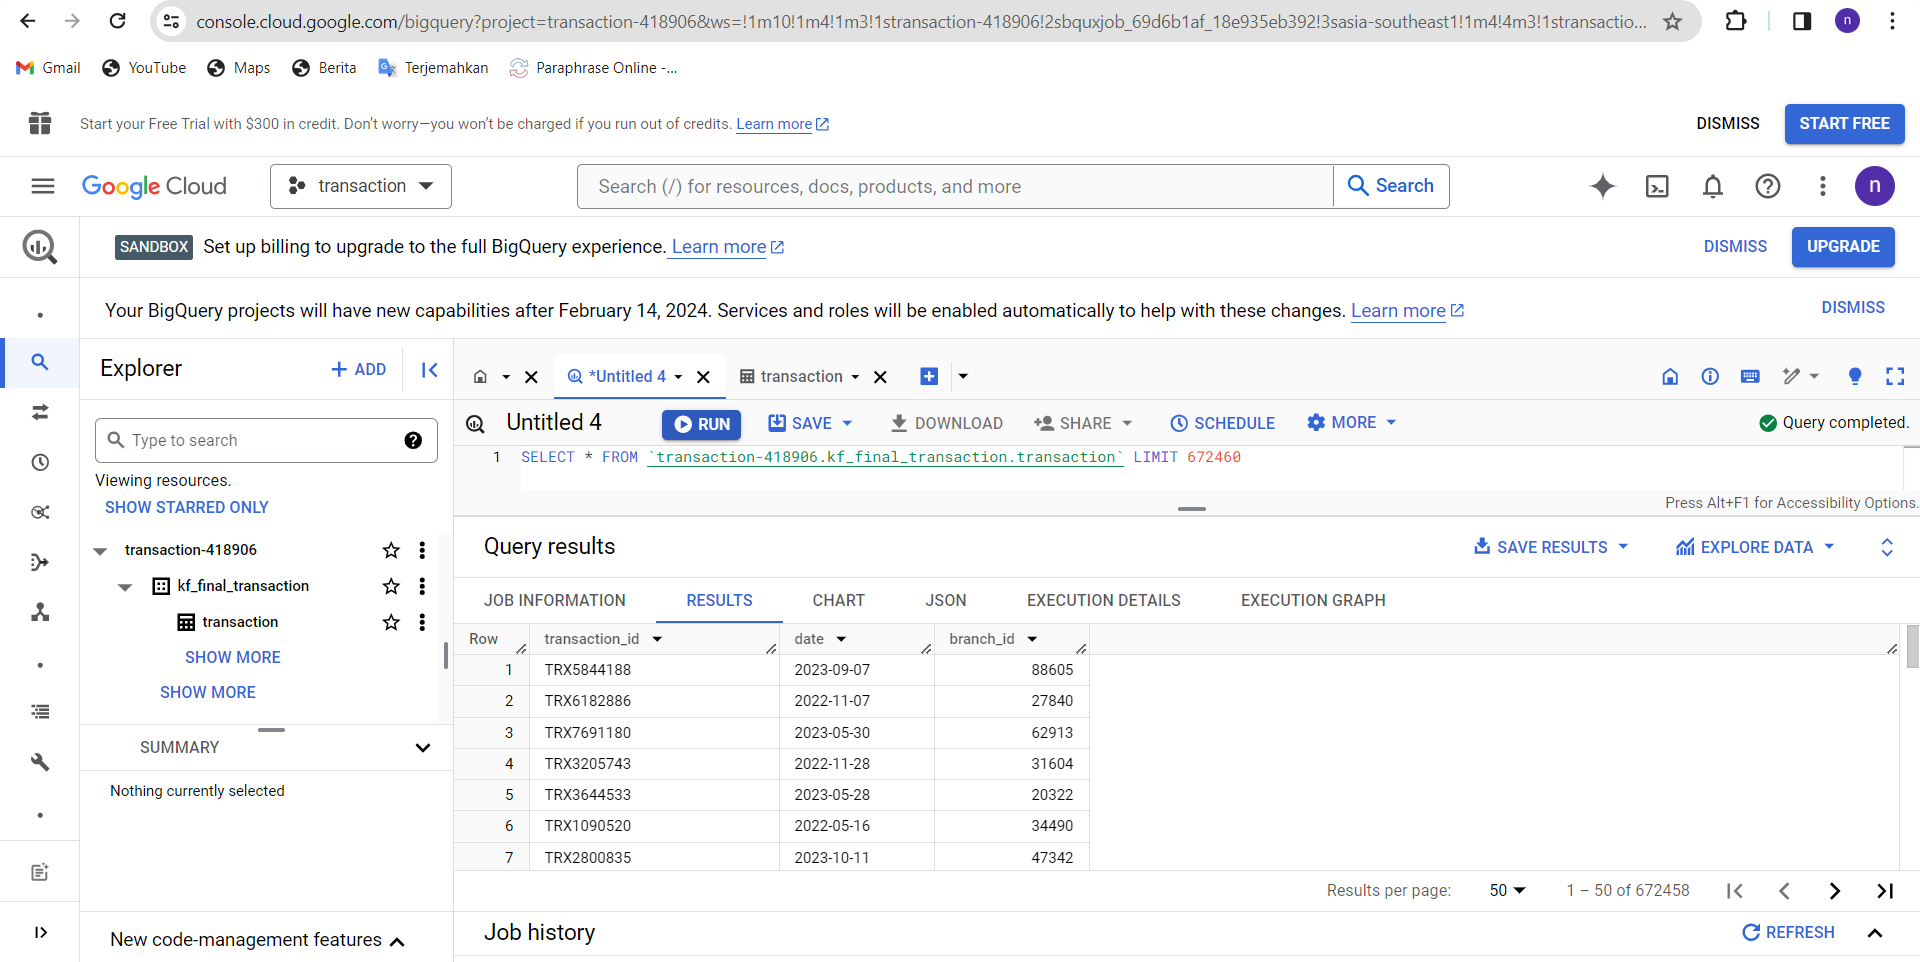 console.cloud.google.com/bigquery?project=transaction-418906&ws=!1m10!1m4!1m3!1stransaction-418906!2sbquxjob_69d6b1af_18e935eb392!3sasia-southeast1!1m4!4m3!1stransactio...
n
Gmail YouTube Maps Berita Terjemahkan Paraphrase Online -...
Start your Free Trial with $300 in credit. Don't worry—you won't be charged if you run out of credits. Learn more
DISMISS
START FREE
Google Cloud
transaction
Search (/) for resources, docs, products, and more
Search
n
SANDBOX Set up billing to upgrade to the full BigQuery experience. Learn more
DISMISS
UPGRADE
Your BigQuery projects will have new capabilities after February 14, 2024. Services and roles will be enabled automatically to help with these changes. Learn more
DISMISS
Explorer
+ ADD
Type to search
Viewing resources.
SHOW STARRED ONLY
transaction-418906
kf_final_transaction
transaction
SHOW MORE
SHOW MORE
SUMMARY
Nothing currently selected
New code-management features
*Untitled 4
transaction
Untitled 4
RUN
SAVE
DOWNLOAD
SHARE
SCHEDULE
MORE
Query completed.
1 SELECT * FROM `transaction-418906.kf_final_transaction.transaction` LIMIT 672460
Press Alt+F1 for Accessibility Options.
Query results
SAVE RESULTS
EXPLORE DATA
JOB INFORMATION RESULTS CHART JSON EXECUTION DETAILS EXECUTION GRAPH
Row transaction_id date branch_id
1 TRX5844188 2023-09-07 88605
2 TRX6182886 2022-11-07 27840
3 TRX7691180 2023-05-30 62913
4 TRX3205743 2022-11-28 31604
5 TRX3644533 2023-05-28 20322
6 TRX1090520 2022-05-16 34490
7 TRX2800835 2023-10-11 47342
Results per page: 50 1 – 50 of 672458
Job history
REFRESH